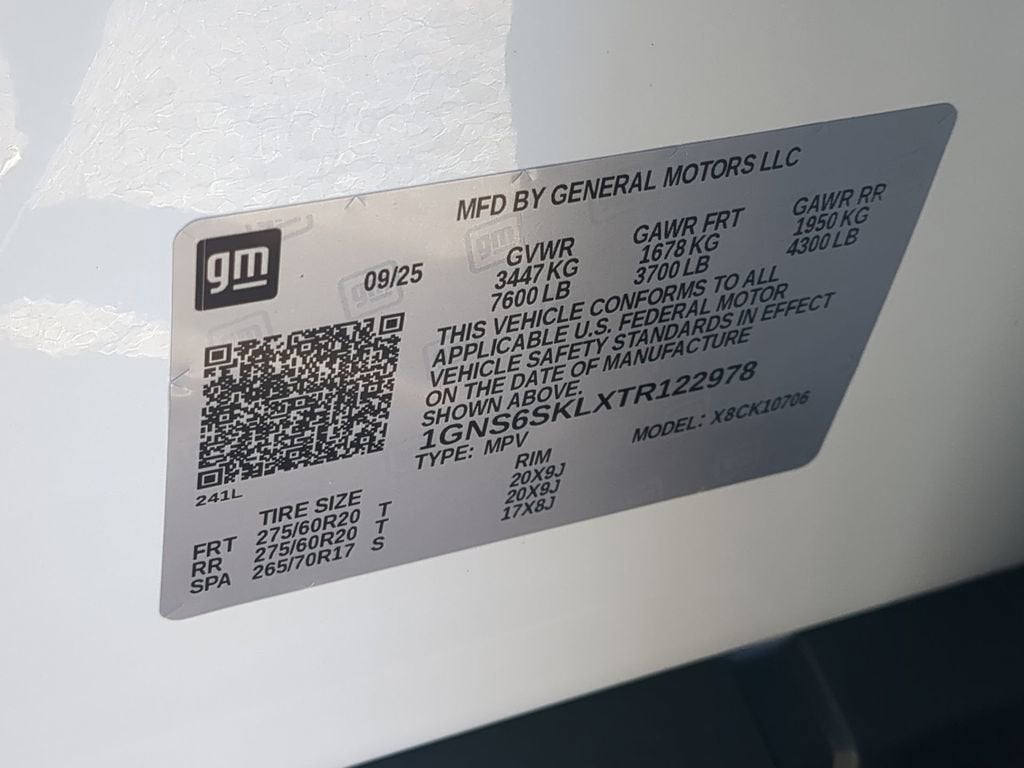 MFD BY GENERAL MOTORS LLC
gm
09/25
GVWR
3447 KG
7600 LB
GAWR FRT
1678 KG
3700 LB
GAWR RR
1950 KG
4300 LB
THIS VEHICLE CONFORMS TO ALL
APPLICABLE U.S. FEDERAL MOTOR
VEHICLE SAFETY STANDARDS IN EFFECT
ON THE DATE OF MANUFACTURE
SHOWN ABOVE.
1GNS6SKLXTR122978
TYPE: MPV MODEL: X8CK10706
241L
TIRE SIZE RIM
FRT 275/60R20 T 20X9J
RR 275/60R20 T 20X9J
SPA 265/70R17 S 17X8J